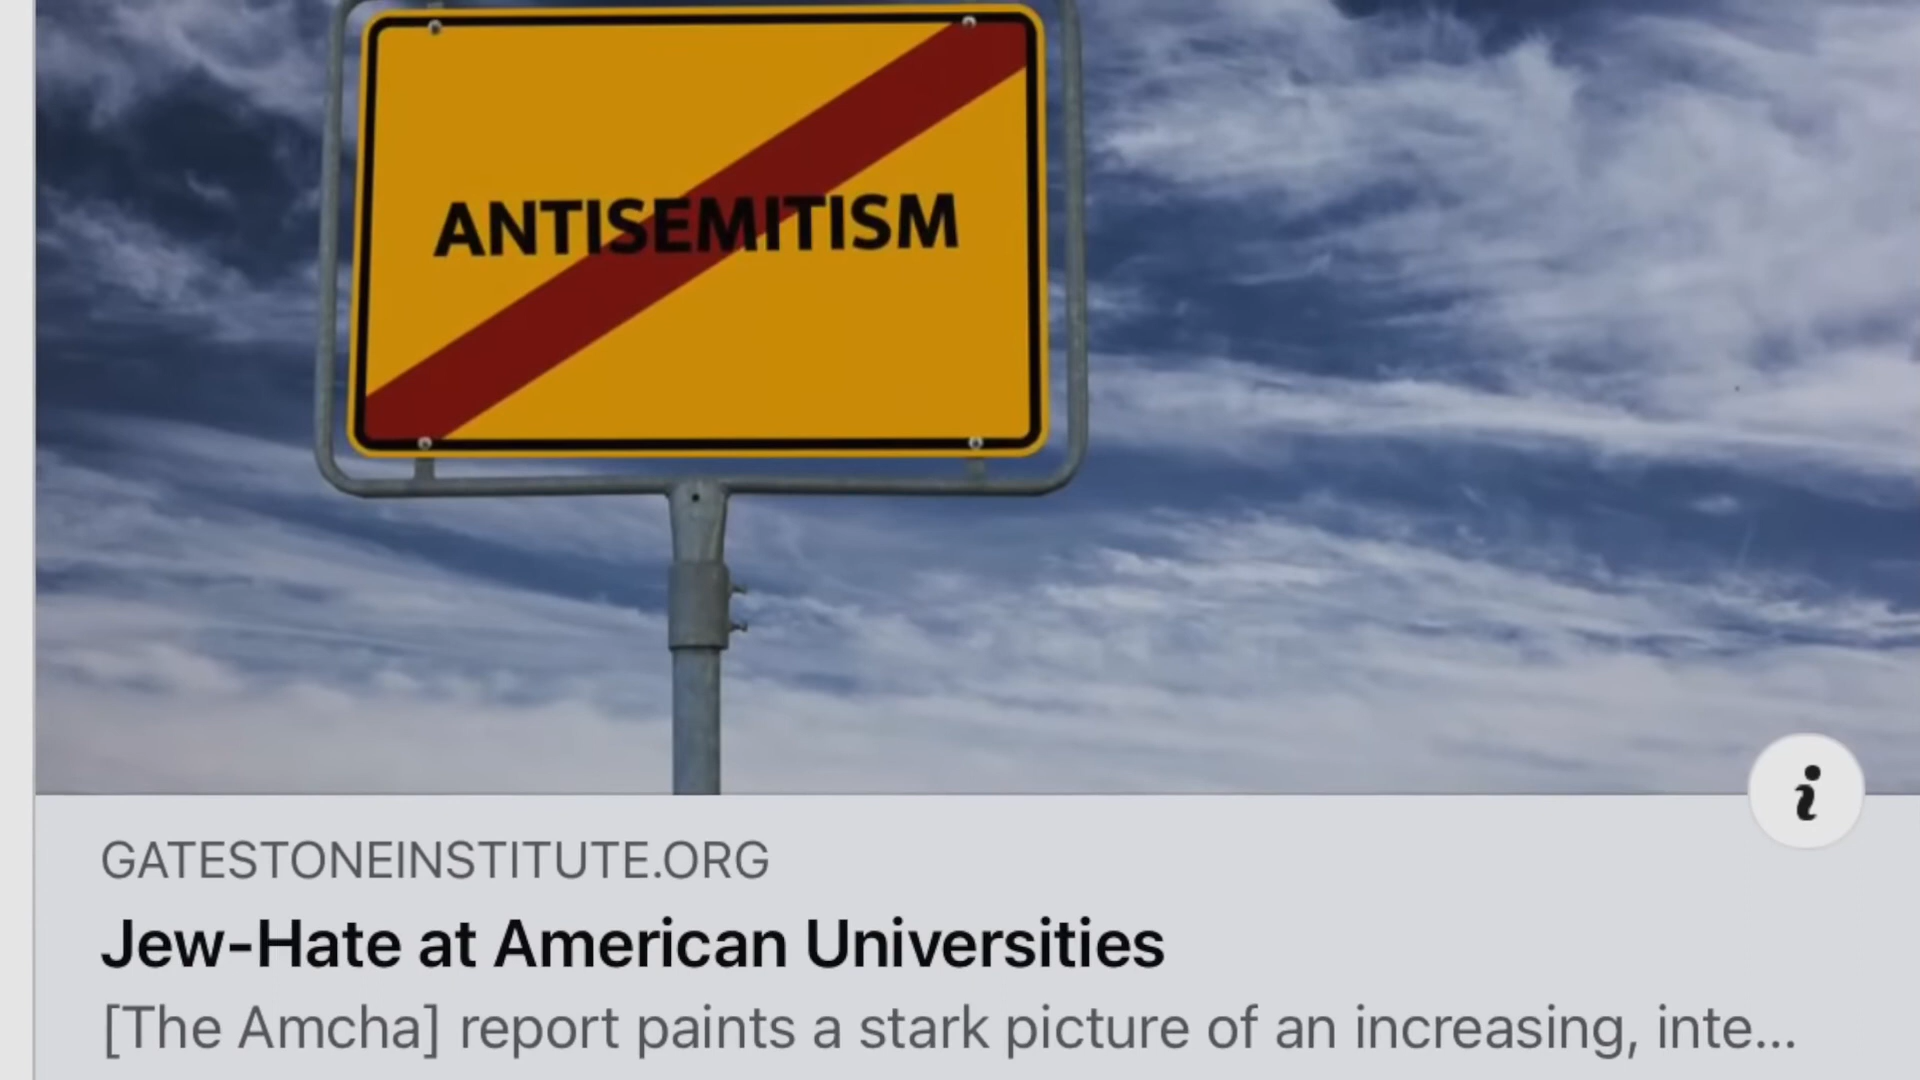 ANTISEMITISM
i
GATESTONEINSTITUTE.ORG
Jew-Hate at American Universities
[The Amcha] report paints a stark picture of an increasing, inte...